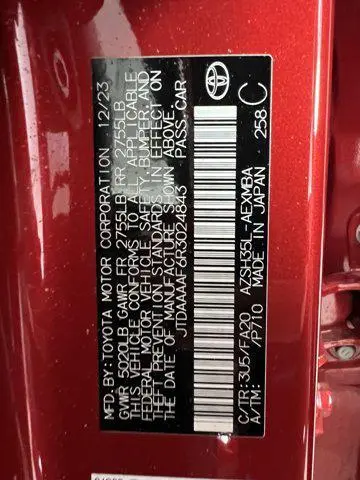 MFD.BY:TOYOTA MOTOR CORPORATION 12/23
GVWR 5020LB GAWR FR 2755LB RR 2755LB
THIS VEHICLE CONFORMS TO ALL APPLICABLE
FEDERAL MOTOR VEHICLE SAFETY, BUMPER, AND
THEFT PREVENTION STANDARDS IN EFFECT ON
THE DATE OF MANUFACTURE SHOWN ABOVE.
JTDAAAAF6R3024843 PASS.CAR
C/TR:3U5/FA20 AZSH35L-AEXMBA
A/TM: /P710 MADE IN JAPAN
258 C